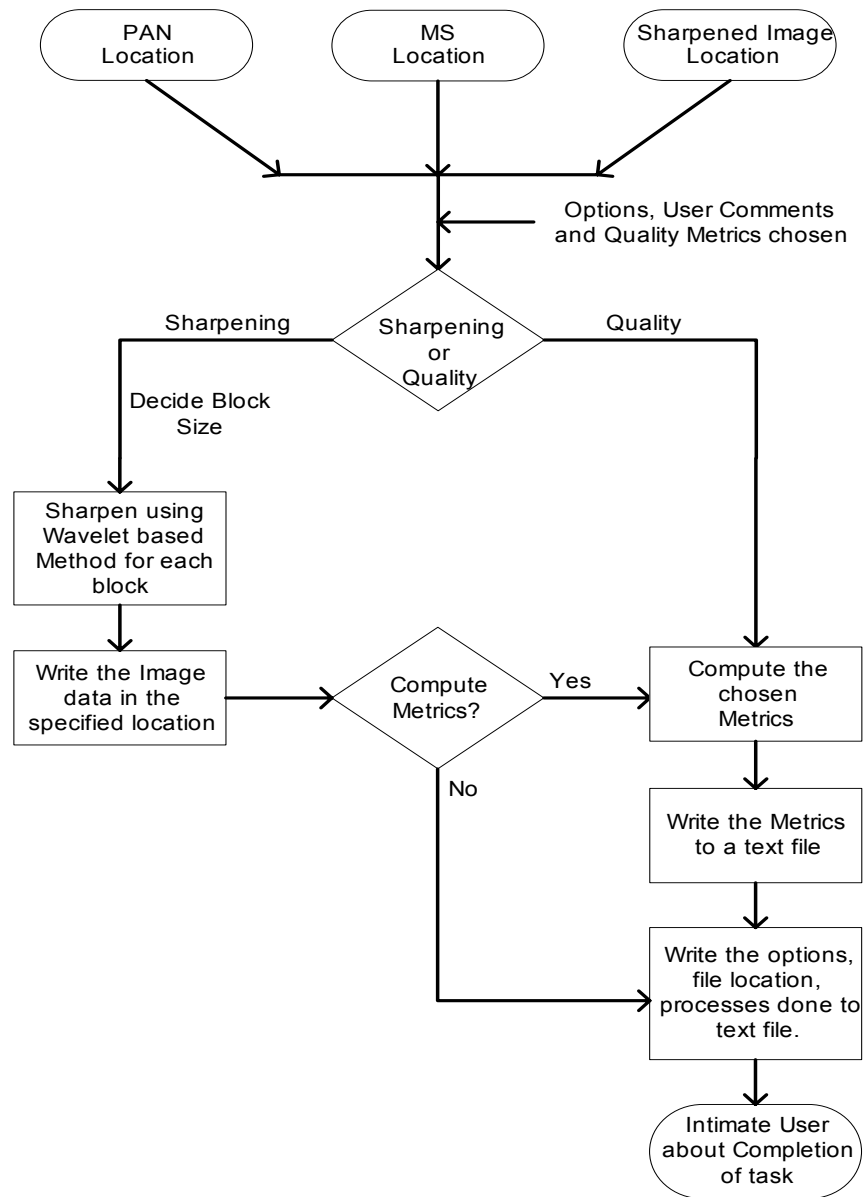 PAN
Location
MS
Location
Sharpened Image
Location
Options, User Comments
and Quality Metrics chosen
Sharpening
Sharpening
or
Quality
Quality
Decide Block
Size
Sharpen using
Wavelet based
Method for each
block
Write the Image
data in the
specified location
Compute
Metrics?
Yes
No
Compute the
chosen
Metrics
Write the Metrics
to a text file
Write the options,
file location,
processes done to
text file.
Intimate User
about Completion
of task